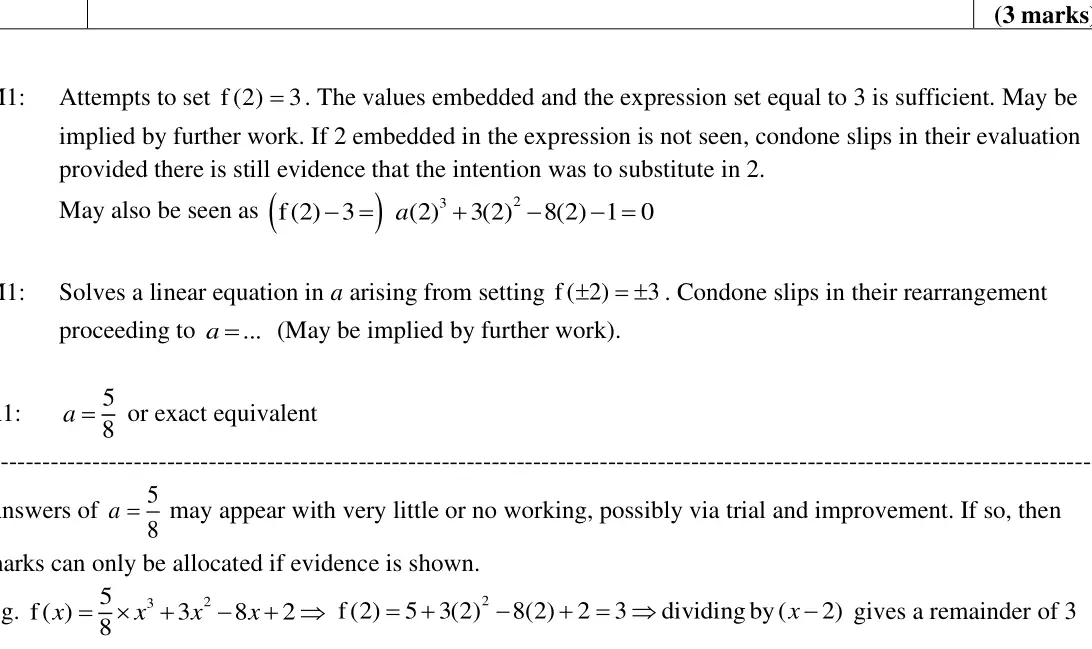 (3 marks)
M1: Attempts to set f(2) = 3. The values embedded and the expression set equal to 3 is sufficient. May be
implied by further work. If 2 embedded in the expression is not seen, condone slips in their evaluation
provided there is still evidence that the intention was to substitute in 2.
May also be seen as (f(2) − 3 =) a(2)³ + 3(2)² − 8(2) − 1 = 0
M1: Solves a linear equation in a arising from setting f(±2) = ±3. Condone slips in their rearrangement
proceeding to a = ... (May be implied by further work).
1: a = 5/8 or exact equivalent
nswers of a = 5/8 may appear with very little or no working, possibly via trial and improvement. If so, then
arks can only be allocated if evidence is shown.
g. f(x) = 5/8 × x³ + 3x² − 8x + 2 ⇒ f(2) = 5 + 3(2)² − 8(2) + 2 = 3 ⇒ dividing by (x − 2) gives a remainder of 3